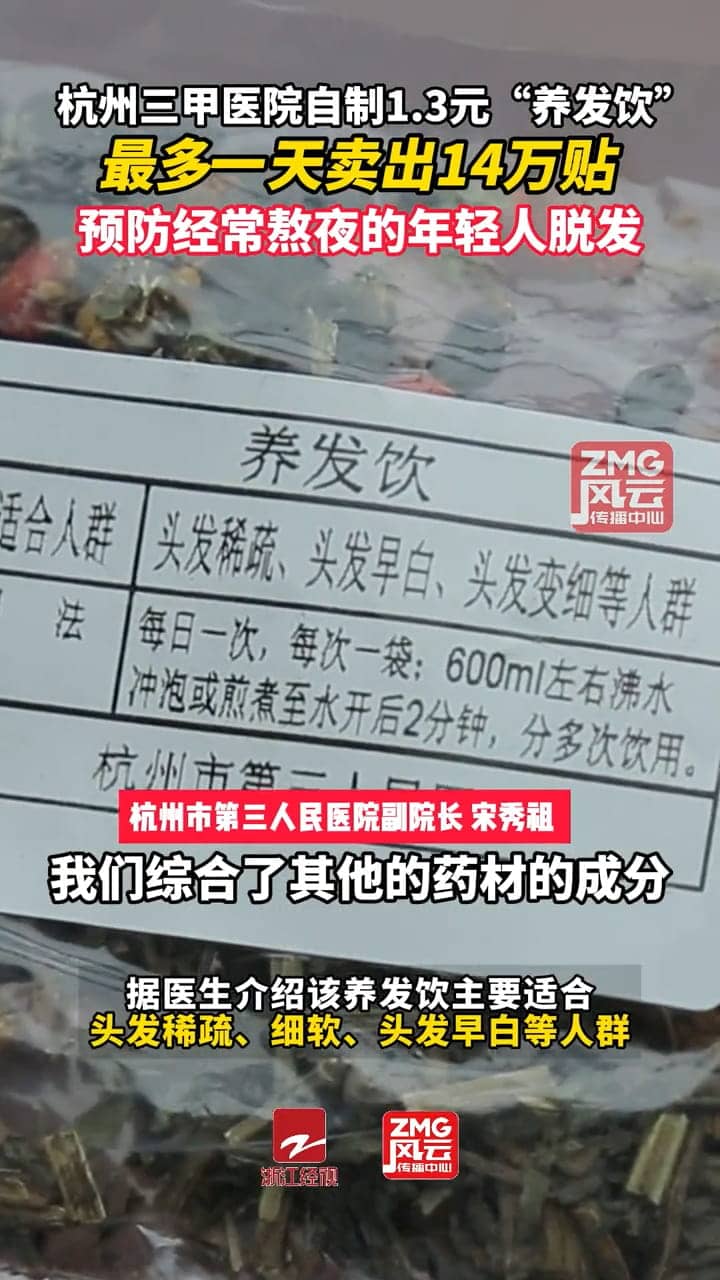 杭州三甲医院自制1.3元“养发饮”
最多一天卖出14万贴
预防经常熬夜的年轻人脱发
养发饮
ZMG
风云
传播中心
适合人群
头发稀疏、头发早白、头发变细等人群
法
每日一次，每次一袋；600ml左右沸水
冲泡或煎煮至水开后2分钟，分多次饮用。
杭州市第三人民医院
杭州市第三人民医院副院长 宋秀祖
我们综合了其他的药材的成分
据医生介绍该养发饮主要适合
头发稀疏、细软、头发早白等人群
浙江经视
ZMG
风云
传播中心